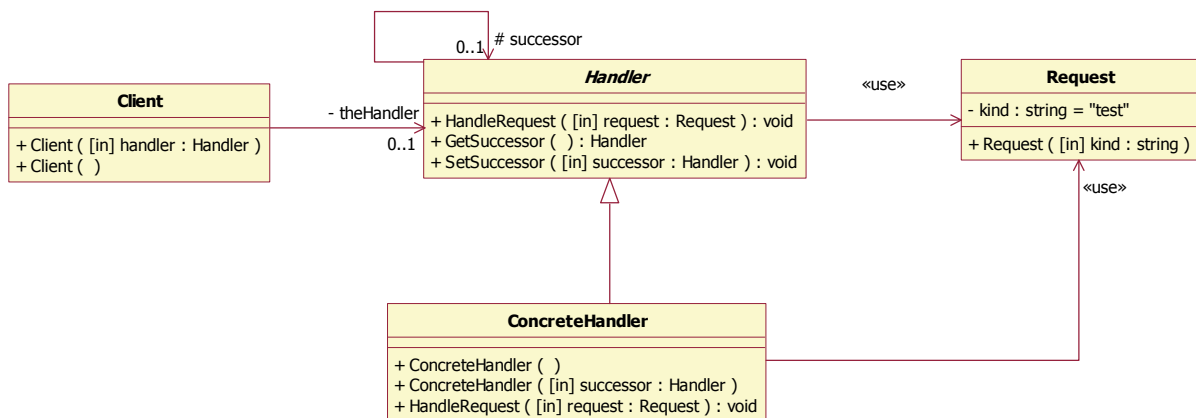 # successor
0..1
Handler
+ HandleRequest ( [in] request : Request ) : void
+ GetSuccessor ( ) : Handler
+ SetSuccessor ( [in] successor : Handler ) : void
«use»
Request
- kind : string = "test"
+ Request ( [in] kind : string )
Client
+ Client ( [in] handler : Handler )
+ Client ( )
- theHandler
0..1
«use»
ConcreteHandler
+ ConcreteHandler ( )
+ ConcreteHandler ( [in] successor : Handler )
+ HandleRequest ( [in] request : Request ) : void